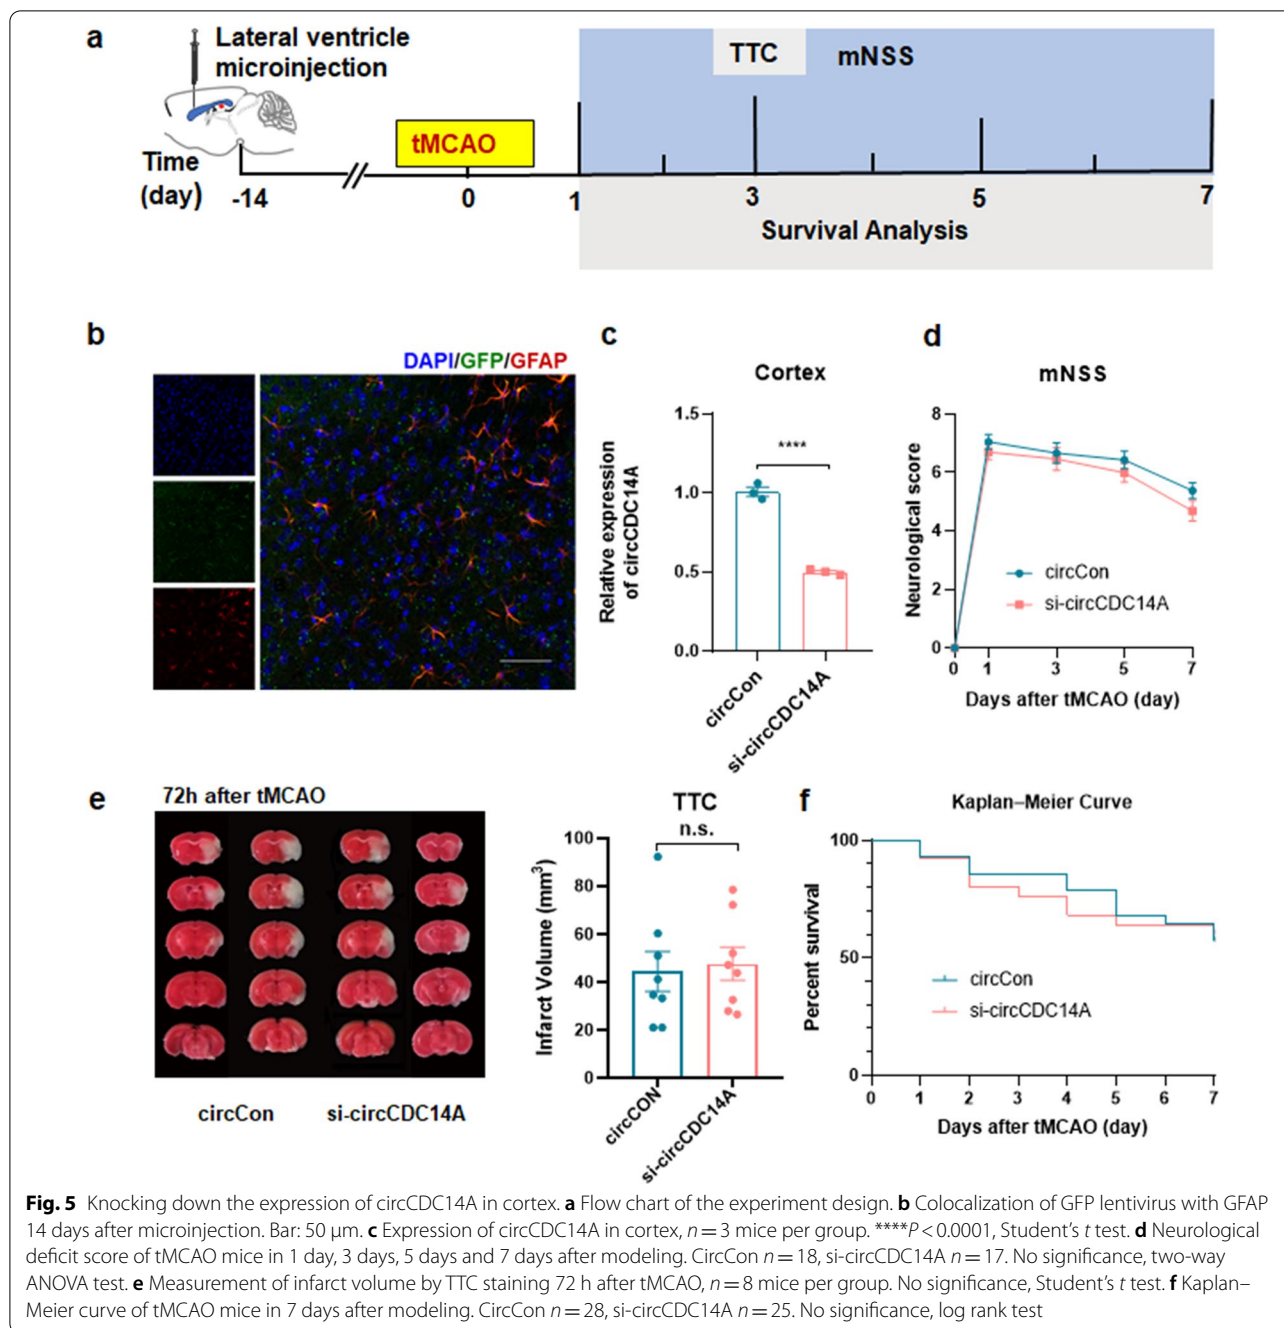 a
Lateral ventricle
microinjection
TTC
mNSS
tMCAO
Time
(day)
-14
0
1
3
5
7
Survival Analysis
b
DAPI/GFP/GFAP
c
Cortex
Relative expression
of circCDC14A
1.5
1.0
0.5
0.0
****
circCon
si-circCDC14A
d
mNSS
Neurological score
8
6
4
2
0
circCon
si-circCDC14A
0
1
3
5
7
Days after tMCAO (day)
e
72h after tMCAO
circCon
si-circCDC14A
TTC
n.s.
Infarct Volume (mm³)
100
80
60
40
20
0
circCON
si-circCDC14A
f
Kaplan–Meier Curve
Percent survival
100
50
0
circCon
si-circCDC14A
0 1 2 3 4 5 6 7
Days after tMCAO (day)
Fig. 5 Knocking down the expression of circCDC14A in cortex. a Flow chart of the experiment design. b Colocalization of GFP lentivirus with GFAP
14 days after microinjection. Bar: 50 μm. c Expression of circCDC14A in cortex, n = 3 mice per group. ****P < 0.0001, Student's t test. d Neurological
deficit score of tMCAO mice in 1 day, 3 days, 5 days and 7 days after modeling. CircCon n = 18, si-circCDC14A n = 17. No significance, two-way
ANOVA test. e Measurement of infarct volume by TTC staining 72 h after tMCAO, n = 8 mice per group. No significance, Student's t test. f Kaplan–
Meier curve of tMCAO mice in 7 days after modeling. CircCon n = 28, si-circCDC14A n = 25. No significance, log rank test